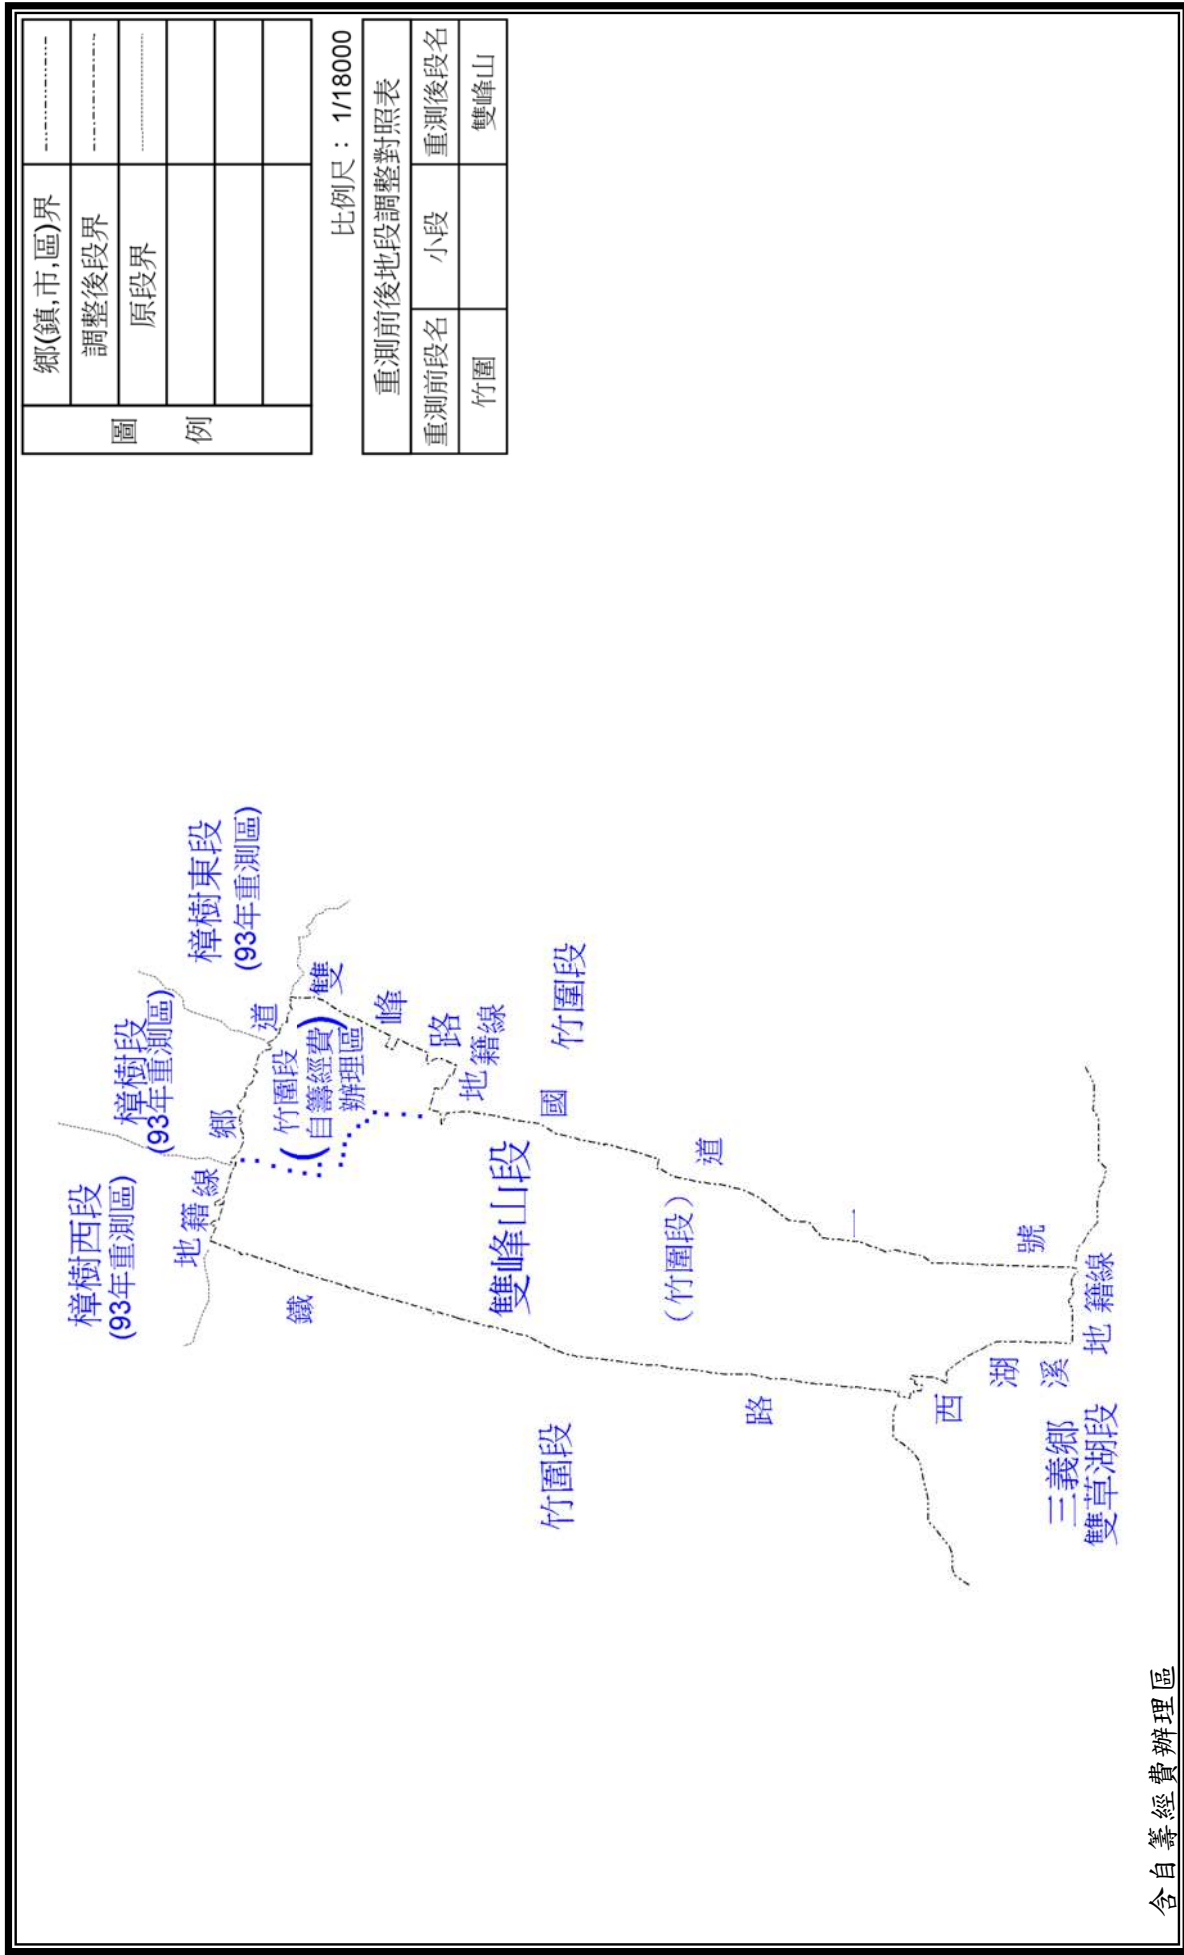 鄉(鎮,市,區)界
調整後段界
原段界
圖例
比例尺：1/18000
重測前後地段調整對照表
重測前段名 小段 重測後段名
竹圍 雙峰山
樟樹西段
(93年重測區)
樟樹段
(93年重測區)
樟樹東段
(93年重測區)
地籍線
鄉道
雙峰路
地籍線
(竹圍段
自籌經費
辦理區)
鐵路
雙峰山段
(竹圍段)
竹圍段
竹圍段
國道一號
西湖溪
地籍線
三義鄉
雙草湖段
含自籌經費辦理區